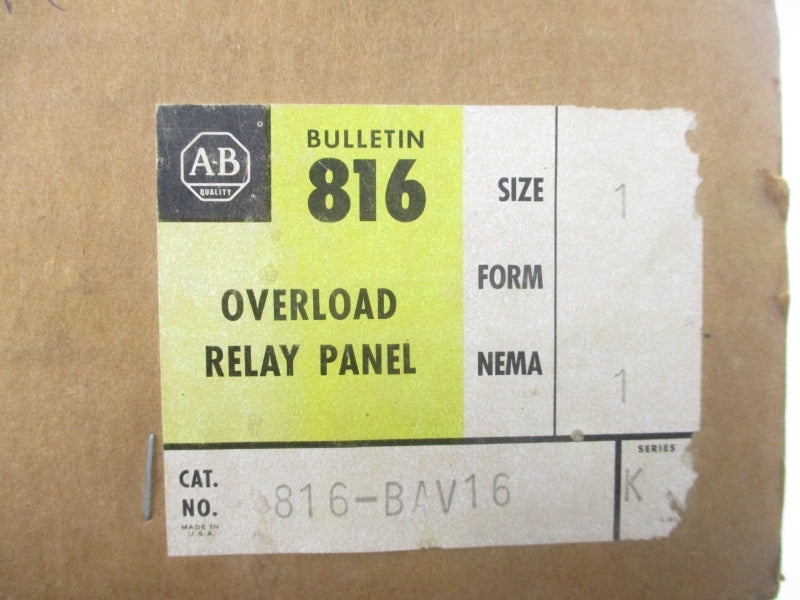 A-B
QUALITY
BULLETIN
816
OVERLOAD
RELAY PANEL
SIZE 1
FORM
NEMA 1
CAT.
NO. 816-BAV16
MADE IN
U.S.A.
SERIES
K